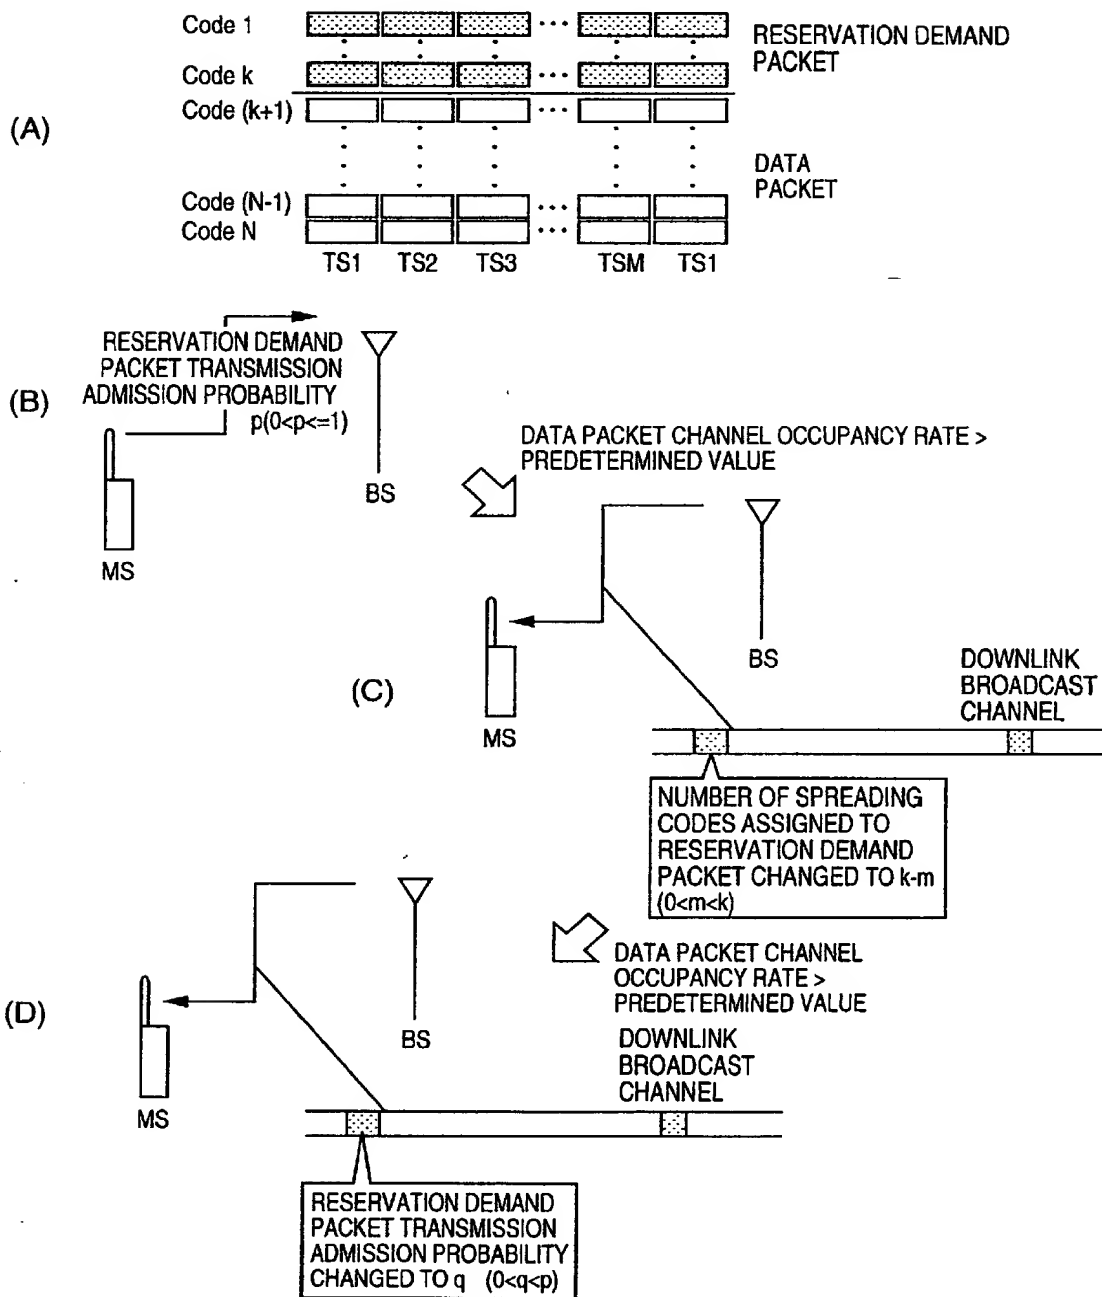 Code 1
RESERVATION DEMAND
PACKET
Code k
(A)
Code (k+1)
DATA
PACKET
Code (N-1)
Code N
TS1 TS2 TS3 TSM TS1
(B)
RESERVATION DEMAND
PACKET TRANSMISSION
ADMISSION PROBABILITY
p(0<p<=1)
MS
BS
DATA PACKET CHANNEL OCCUPANCY RATE >
PREDETERMINED VALUE
(C)
MS
BS
DOWNLINK
BROADCAST
CHANNEL
NUMBER OF SPREADING
CODES ASSIGNED TO
RESERVATION DEMAND
PACKET CHANGED TO k-m
(0<m<k)
DATA PACKET CHANNEL
OCCUPANCY RATE >
PREDETERMINED VALUE
(D)
MS
BS
DOWNLINK
BROADCAST
CHANNEL
RESERVATION DEMAND
PACKET TRANSMISSION
ADMISSION PROBABILITY
CHANGED TO q (0<q<p)